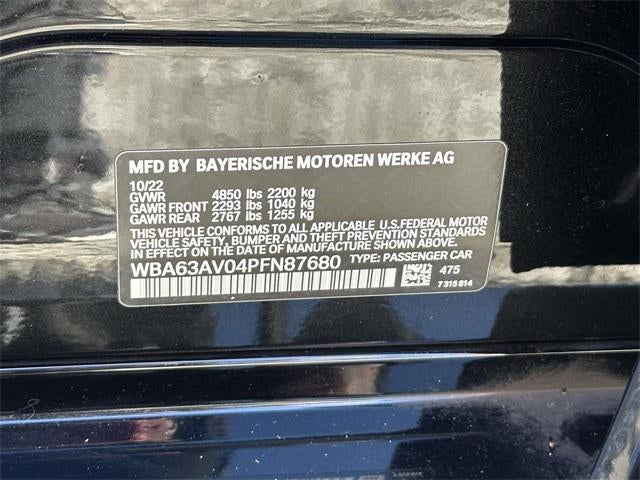 MFD BY BAYERISCHE MOTOREN WERKE AG
10/22
GVWR 4850 lbs 2200 kg
GAWR FRONT 2293 lbs 1040 kg
GAWR REAR 2767 lbs 1255 kg
THIS VEHICLE CONFORMS TO ALL APPLICABLE U.S.FEDERAL MOTOR
VEHICLE SAFETY, BUMPER AND THEFT PREVENTION STANDARDS
IN EFFECT ON THE DATE OF MANUFACTURE SHOWN ABOVE.
WBA63AV04PFN87680 TYPE: PASSENGER CAR
475
7 315 814